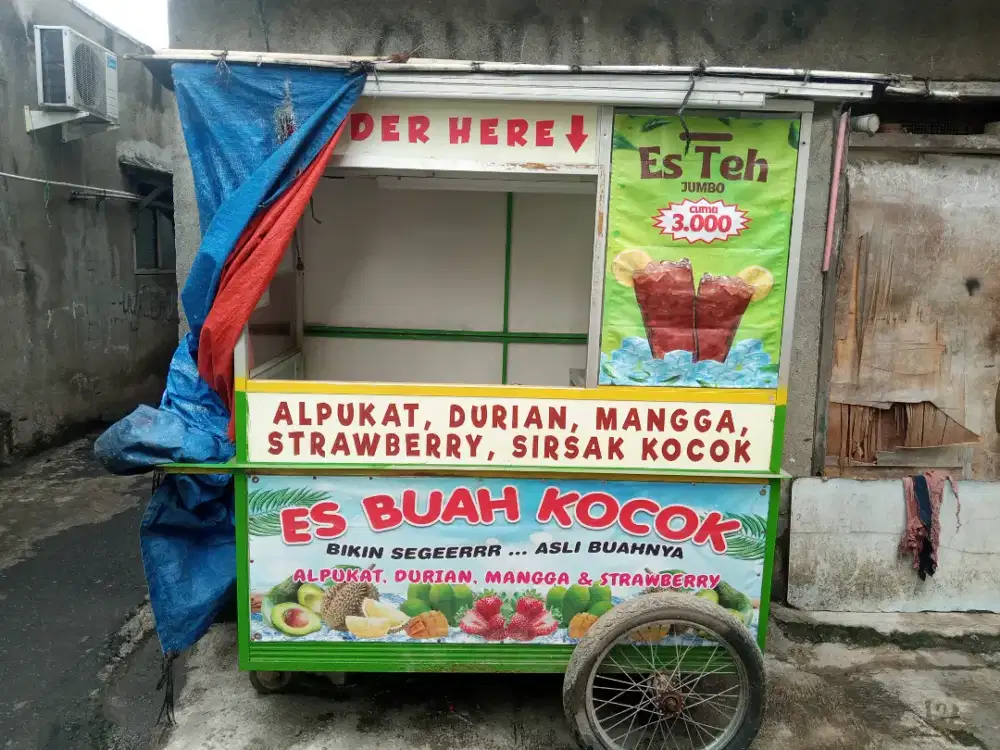 DER HERE
Es Teh
JUMBO
cuma
3.000
ALPUKAT, DURIAN, MANGGA,
STRAWBERRY, SIRSAK KOCOK
ES BUAH KOCOK
BIKIN SEGEERRR ... ASLI BUAHNYA
ALPUKAT, DURIAN, MANGGA & STRAWBERRY